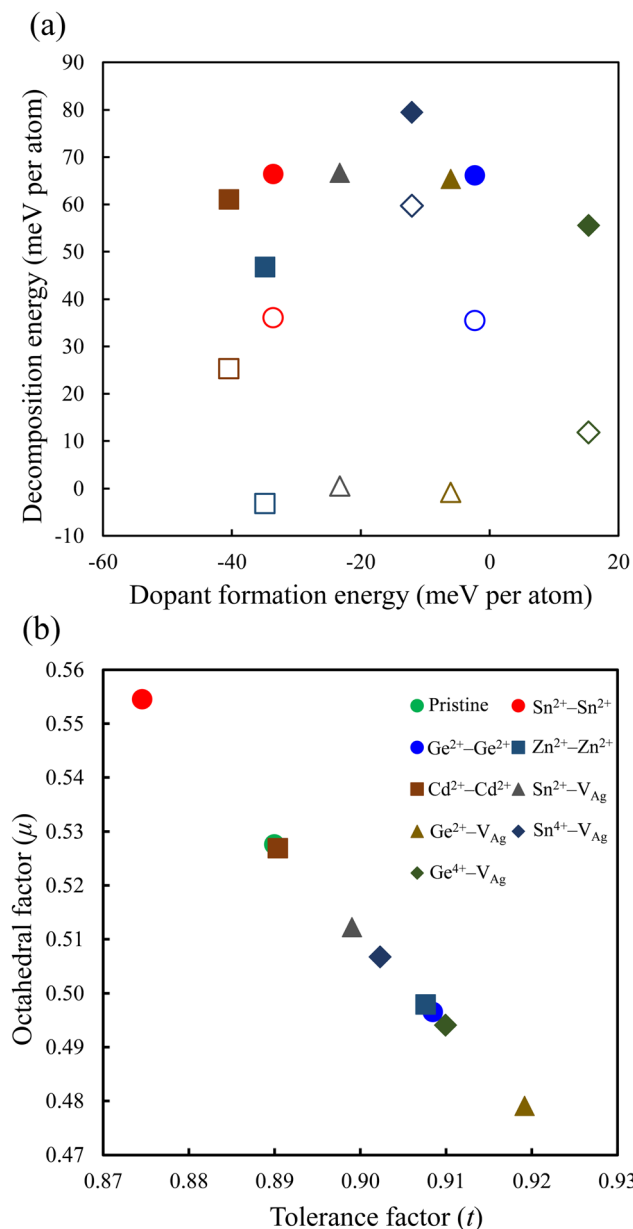 (a)
Decomposition energy (meV per atom)
90
80
70
60
50
40
30
20
10
0
-10
-60
-40
-20
0
20
Dopant formation energy (meV per atom)
(b)
Octahedral factor (μ)
0.56
0.55
0.54
0.53
0.52
0.51
0.50
0.49
0.48
0.47
Pristine
Sn²⁺–Sn²⁺
Ge²⁺–Ge²⁺
Zn²⁺–Zn²⁺
Cd²⁺–Cd²⁺
Sn²⁺–V_Ag
Ge²⁺–V_Ag
Sn⁴⁺–V_Ag
Ge⁴⁺–V_Ag
0.87
0.88
0.89
0.90
0.91
0.92
0.93
Tolerance factor (t)